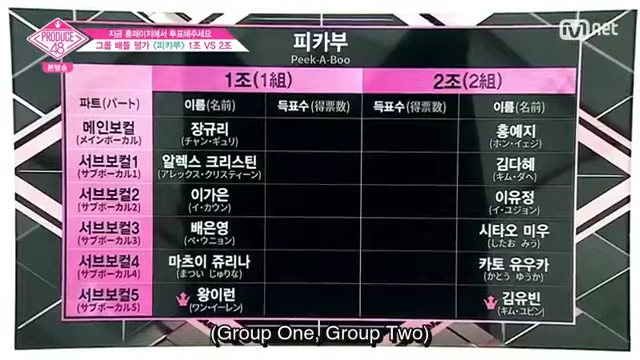 PRODUCE 48
본방송
지금 홈페이지에서 투표해주세요
그룹 배틀 평가 <피카부> 1조 VS 2조
Mnet
피카부
Peek-A-Boo
1조(1組) 2조(2組)
파트(パート) 이름(名前) 득표수(得票数) 득표수(得票数) 이름(名前)
메인보컬 장규리 홍예지
(メインボーカル) (チャン・ギュリ) (ホン・イェジ)
서브보컬1 알렉스 크리스틴 김다혜
(サブボーカル1) (アレックス・クリスティーン) (キム・ダヘ)
서브보컬2 이가은 이유정
(サブボーカル2) (イ・カウン) (イ・ユジョン)
서브보컬3 배은영 시타오 미우
(サブボーカル3) (ペ・ウニョン) (したお みう)
서브보컬4 마츠이 쥬리나 카토 유우카
(サブボーカル4) (まつい じゅりな) (かとう ゆうか)
서브보컬5 왕이런 김유빈
(サブボーカル5) (ワン・イーレン) (キム・ユビン)
(Group One, Group Two)